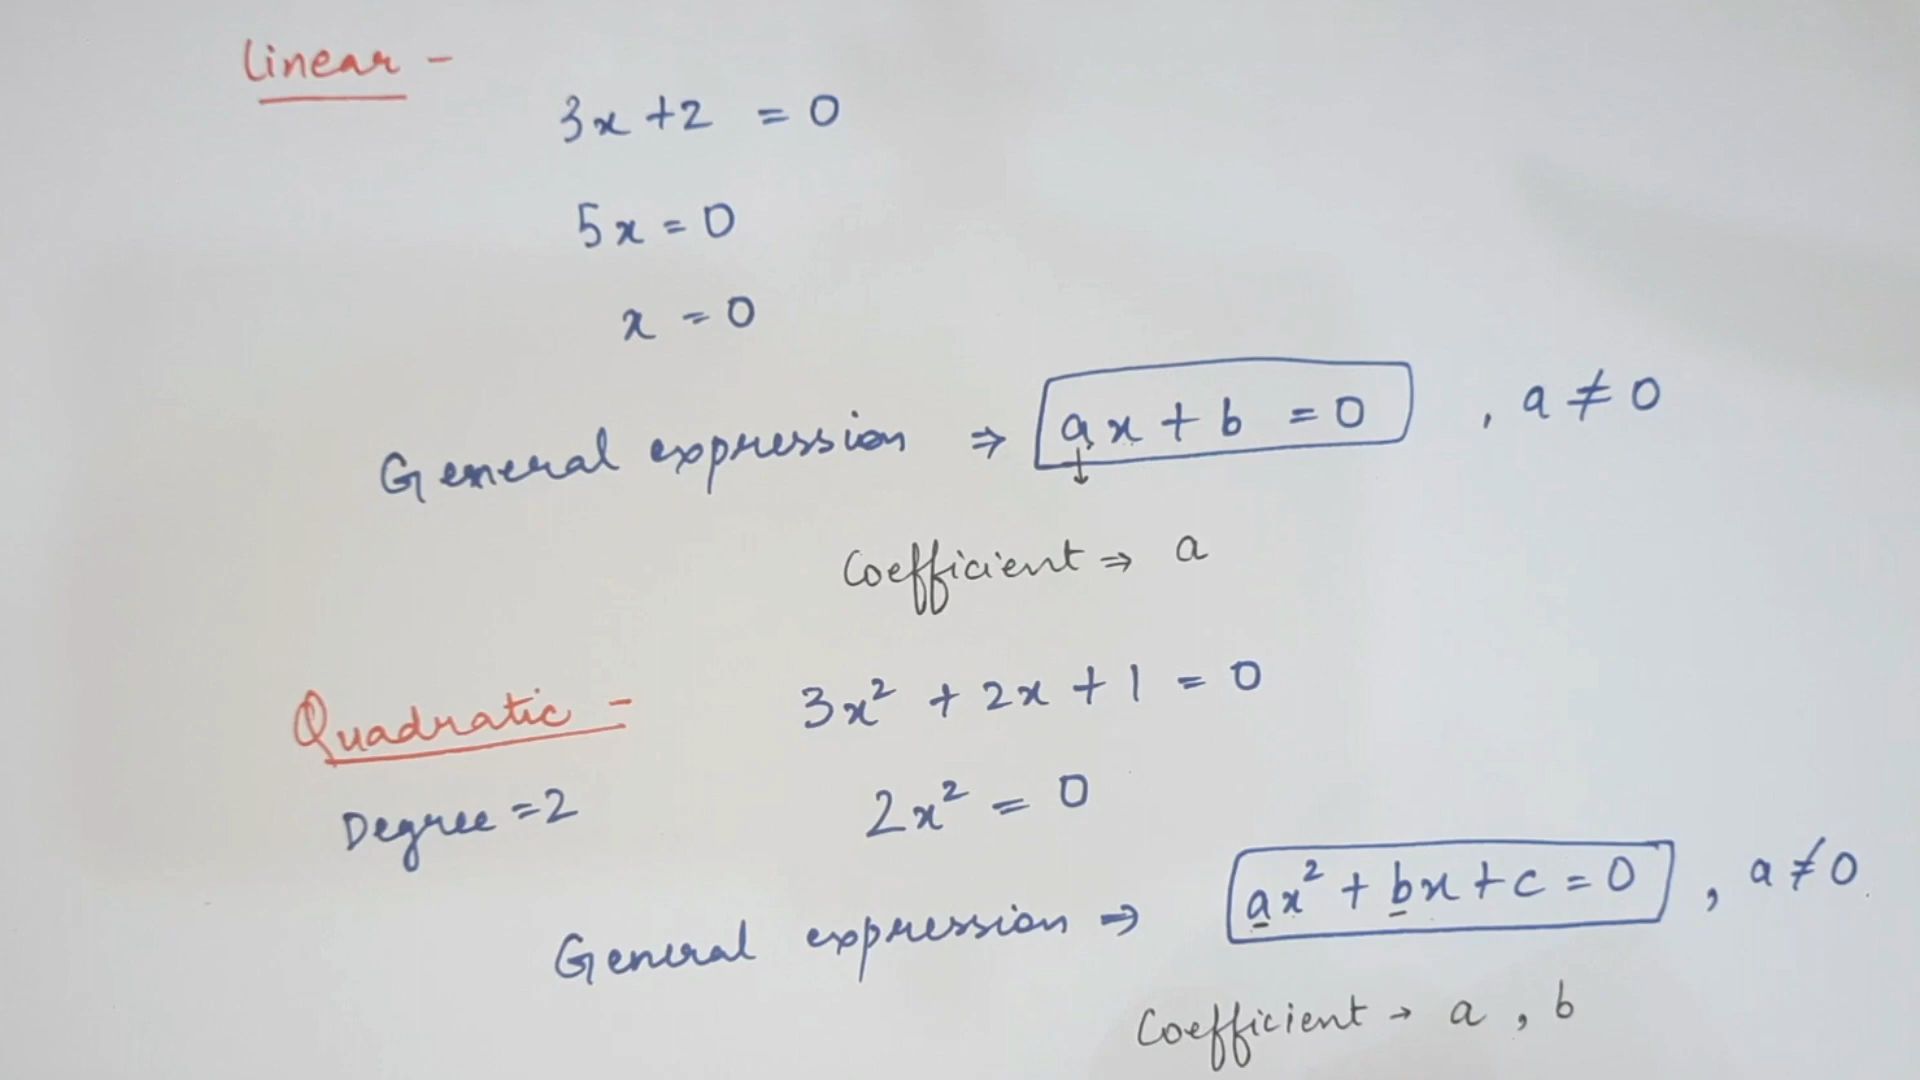 Linear -
3x + 2 = 0
5x = 0
x = 0
General expression ⇒ ax + b = 0 , a ≠ 0
Coefficient ⇒ a
Quadratic - 3x² + 2x + 1 = 0
Degree = 2 2x² = 0
General expression → ax² + bx + c = 0 , a ≠ 0
Coefficient → a , b